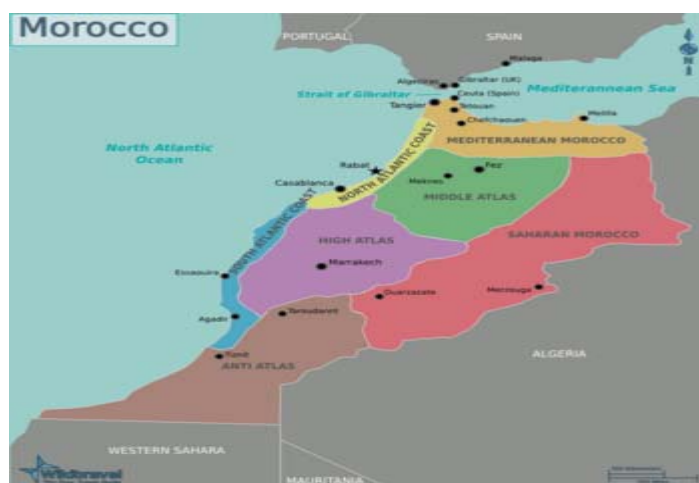 Morocco
PORTUGAL
SPAIN
Malaga
Algeciras
Gibraltar (UK)
Strait of Gibraltar
Ceuta (Spain)
Mediterannean Sea
Tangier
Tetouan
Chefchaouen
Melilla
MEDITERRANEAN MOROCCO
North Atlantic
Ocean
NORTH ATLANTIC COAST
Rabat
Fez
Meknes
Casablanca
MIDDLE ATLAS
SOUTH ATLANTIC COAST
HIGH ATLAS
SAHARAN MOROCCO
Marrakech
Essaouira
Ouarzazate
Merzouga
Agadir
Taroudannt
Tiznit
ANTI ATLAS
ALGERIA
WESTERN SAHARA
MAURITANIA